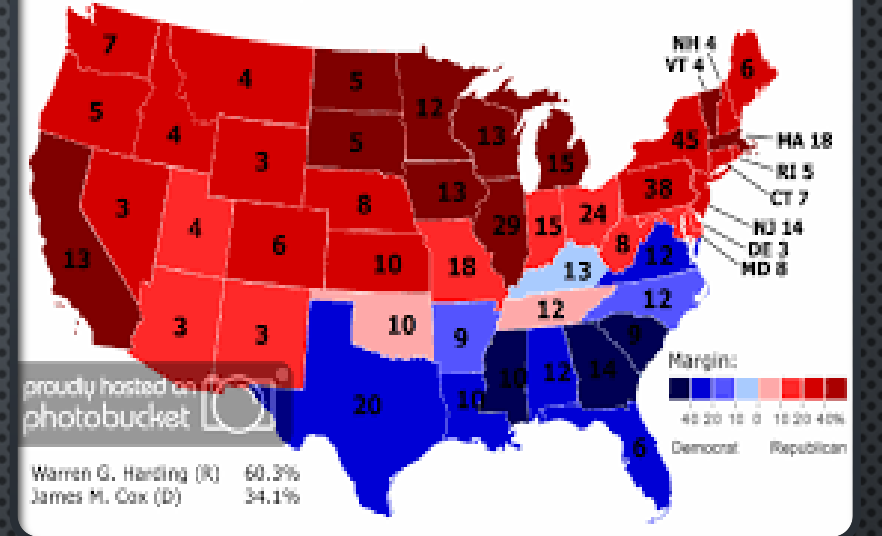 NH 4
VT 4
7
4
5
12
6
5
4
5
13
45
MA 18
3
15
RI 5
3
8
13
38
CT 7
4
6
29
15
24
NJ 14
13
10
18
8
12
DE 3
13
MD 8
3
3
10
9
12
12
9
20
10
10
12
14
6
Margin:
40 20 10 0 10 20 40%
Democrat Republican
proudly hosted on
photobucket
Warren G. Harding (R) 60.3%
James M. Cox (D) 34.1%